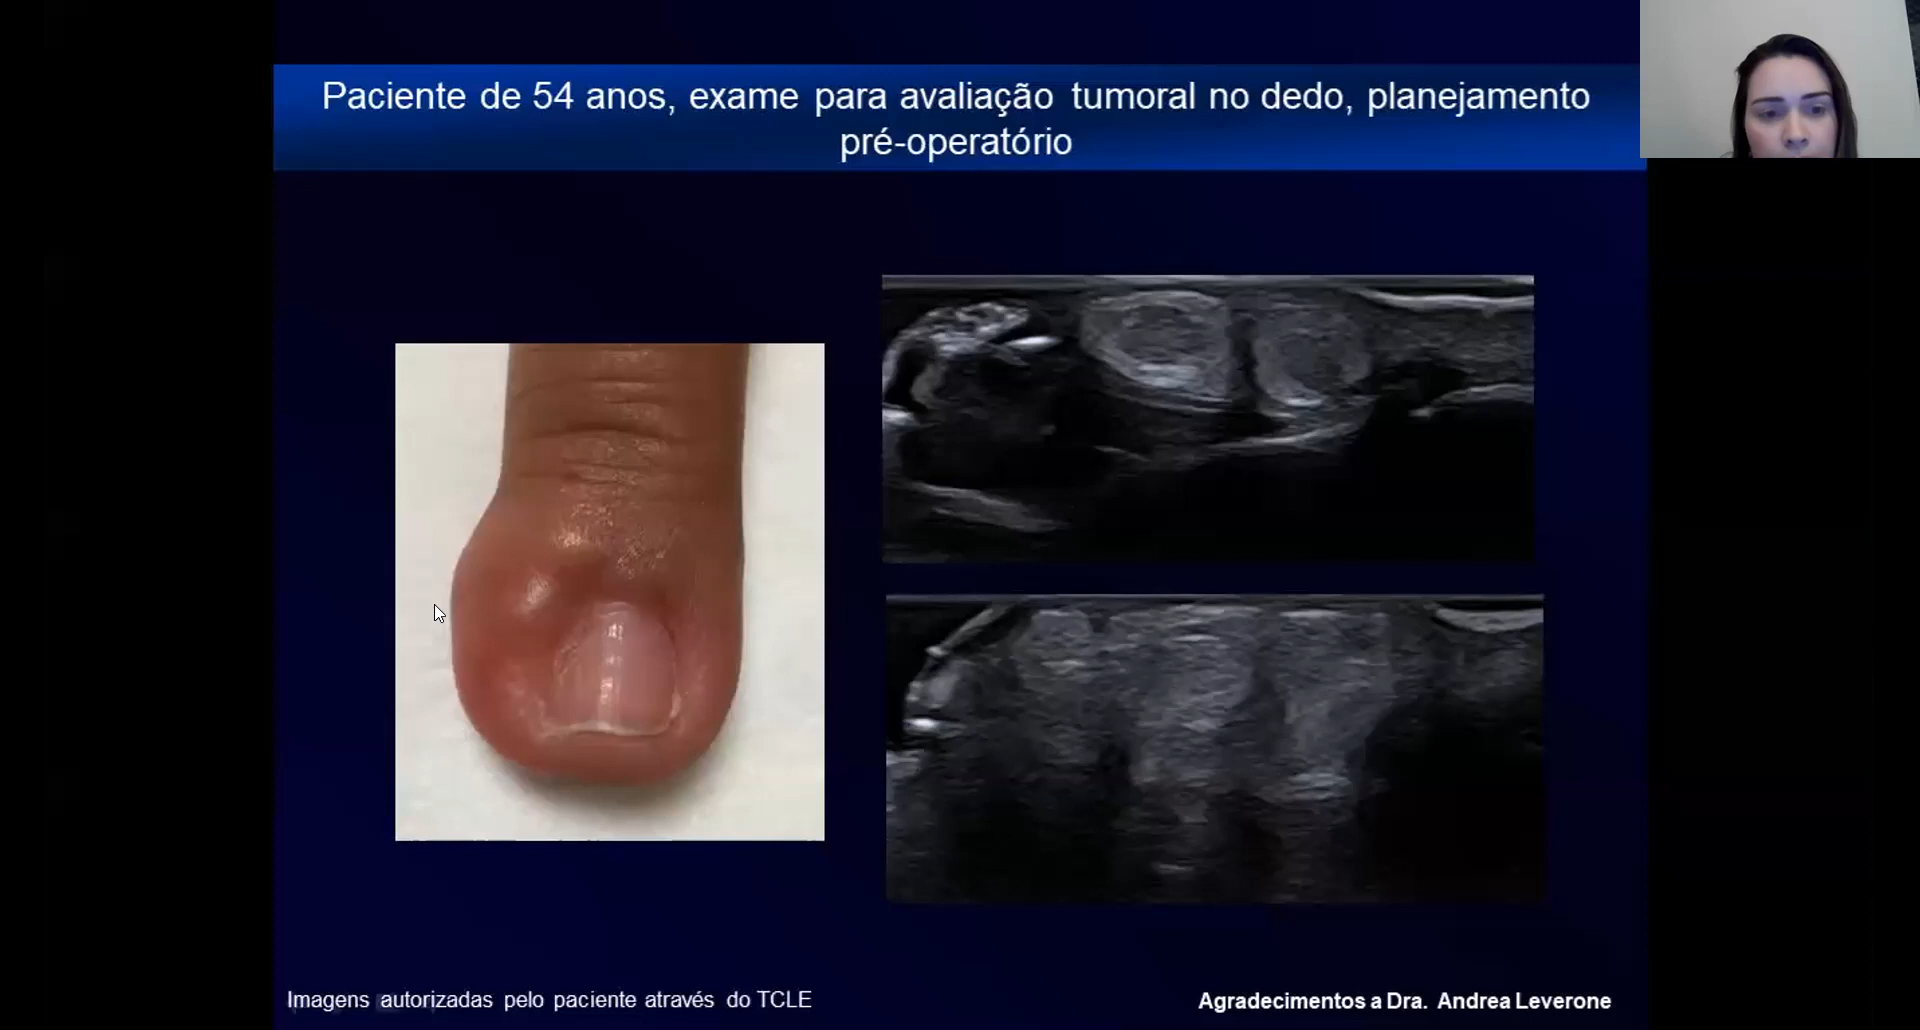 Paciente de 54 anos, exame para avaliação tumoral no dedo, planejamento
pré-operatório
Imagens autorizadas pelo paciente através do TCLE
Agradecimentos a Dra. Andrea Leverone